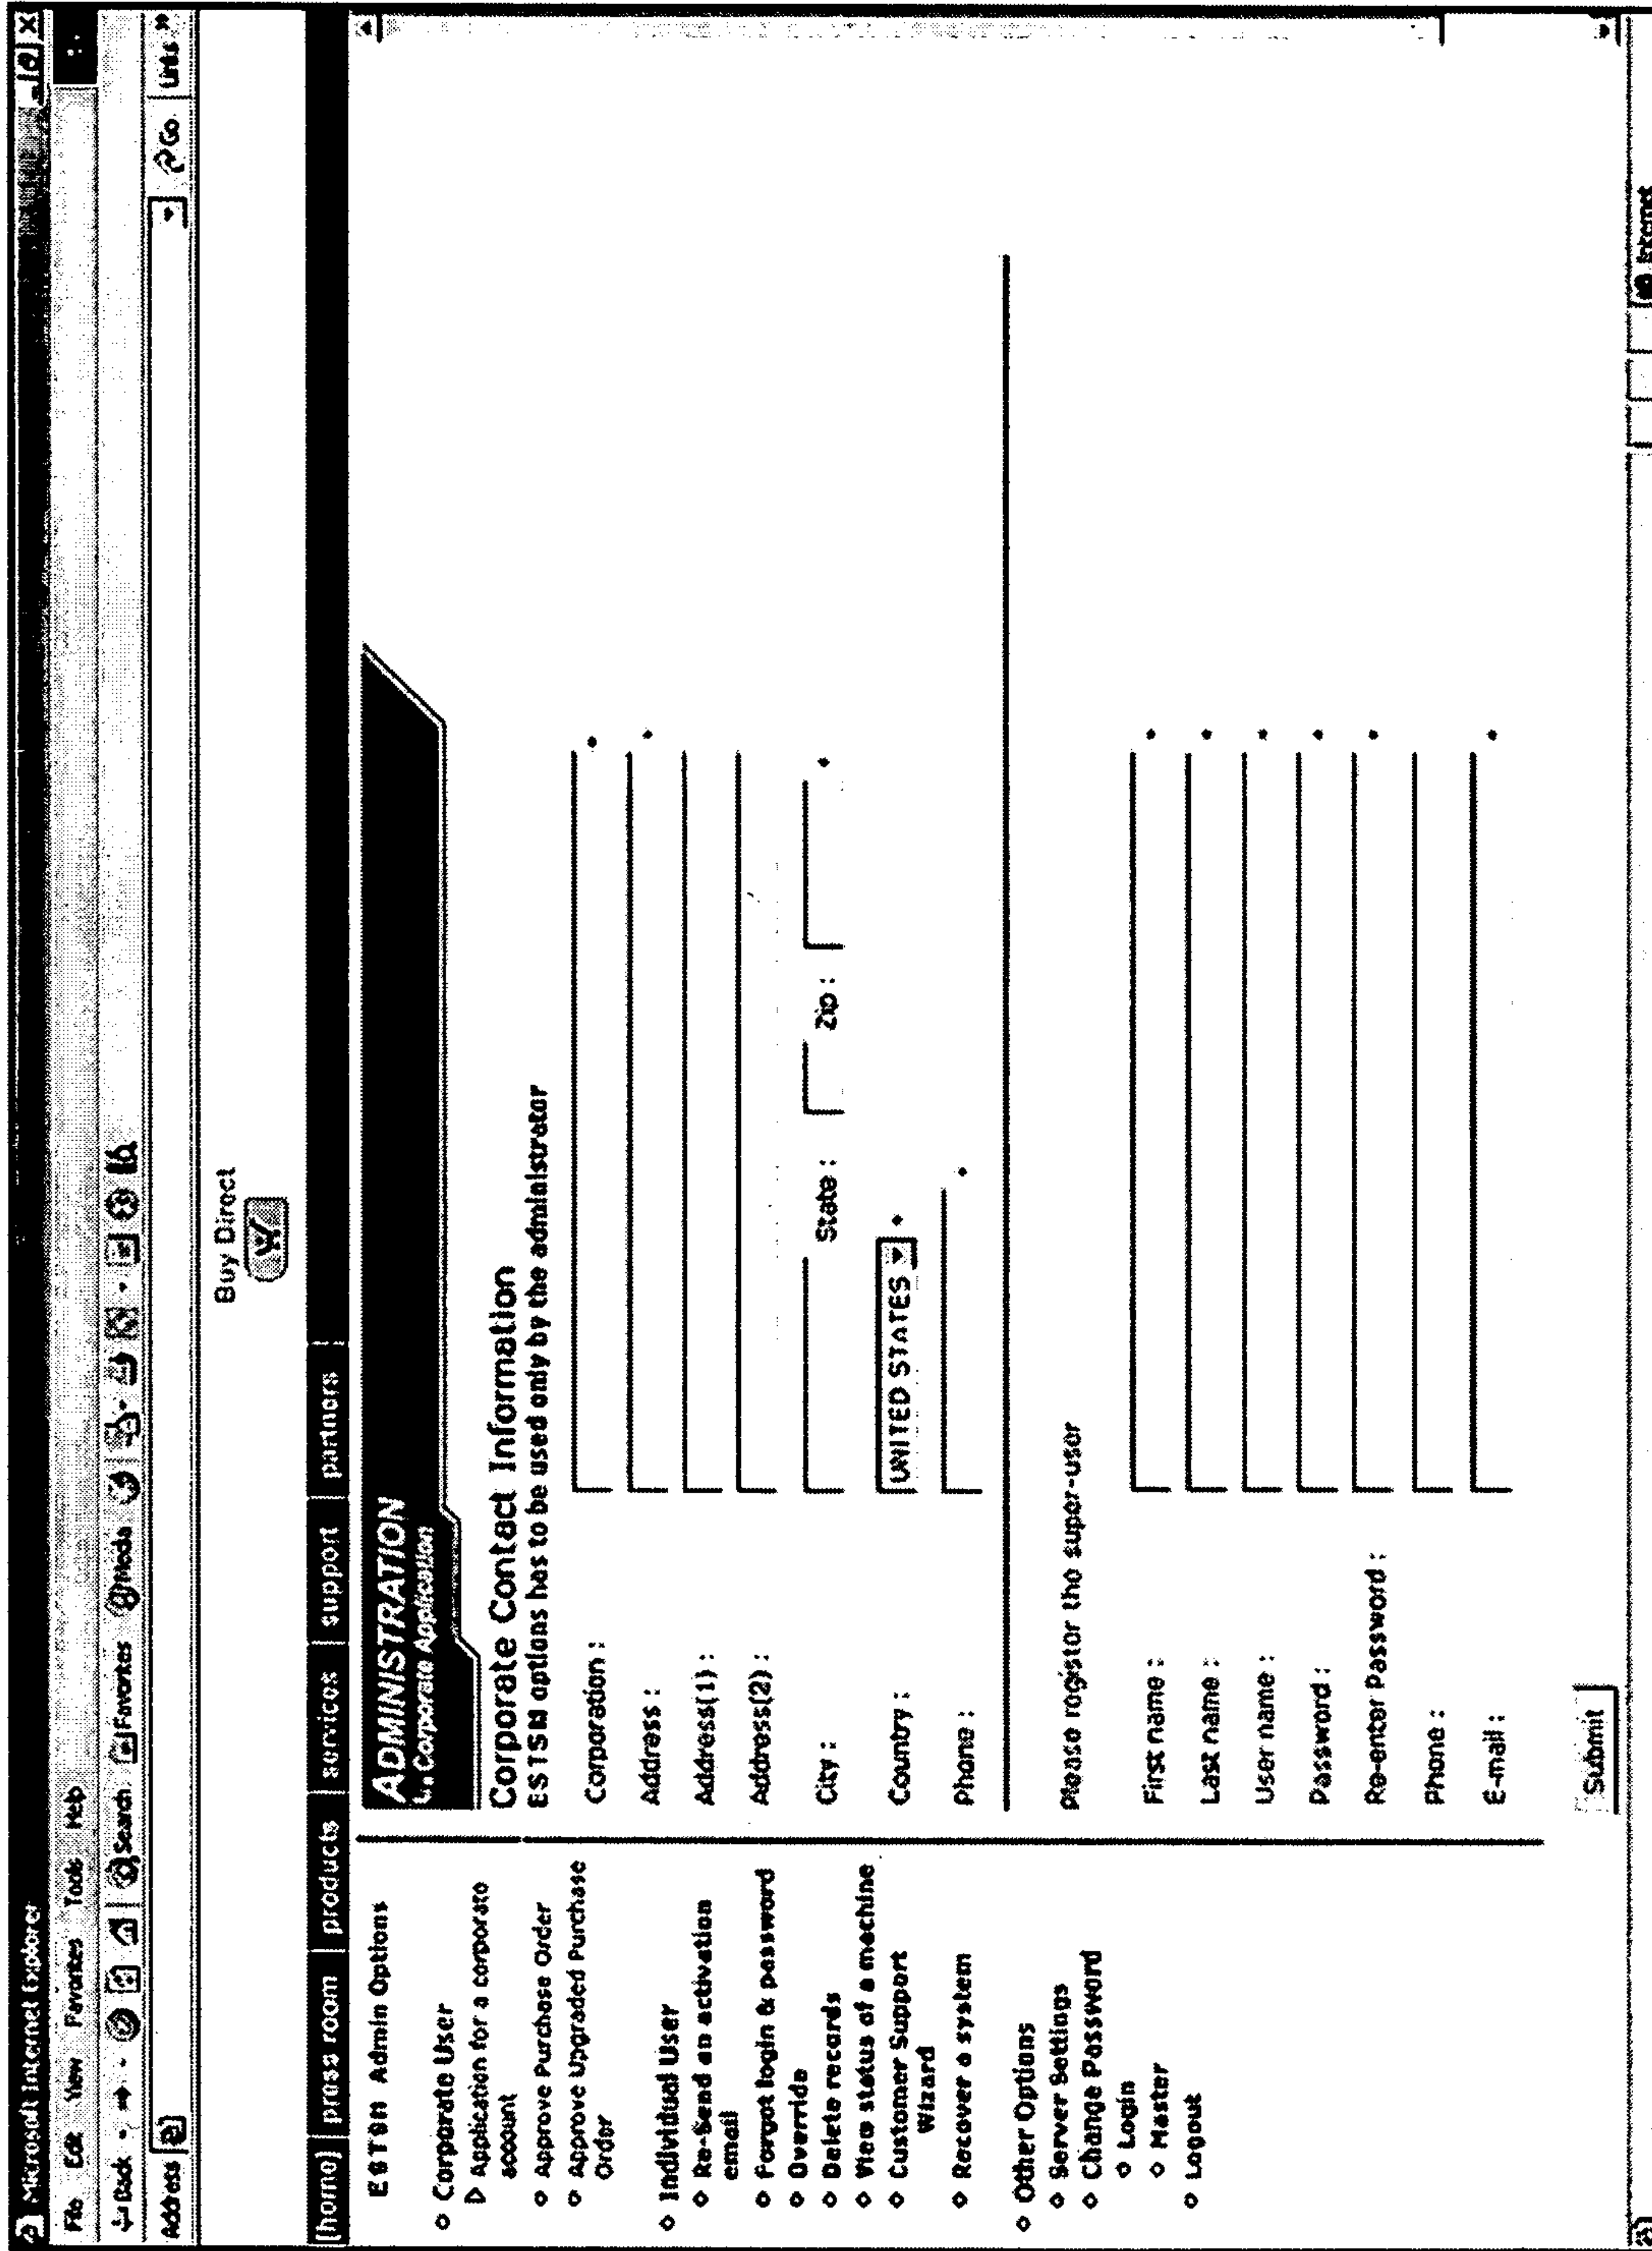 Microsoft Internet Explorer
File Edit View Favorites Tools Help
Back Search Favorites Media
Address Go Links »
Buy Direct
[home] press room products services support partners
ESTSM Admin Options
Corporate User
Application for a corporate
account
Approve Purchase Order
Approve Upgraded Purchase
Order
Individual User
Re-Send an activation
email
Forgot login & password
Override
Delete records
View status of a machine
Customer Support
Wizard
Recover a system
Other Options
Server Settings
Change Password
Login
Master
Logout
ADMINISTRATION
Corporate Application
Corporate Contact Information
ESTSM options has to be used only by the administrator
Corporation :
Address :
Address(1) :
Address(2) :
City : State : Zip :
Country : UNITED STATES
Phone :
Please register the super-user
First name :
Last name :
User name :
Password :
Re-enter Password :
Phone :
E-mail :
Submit
Internet